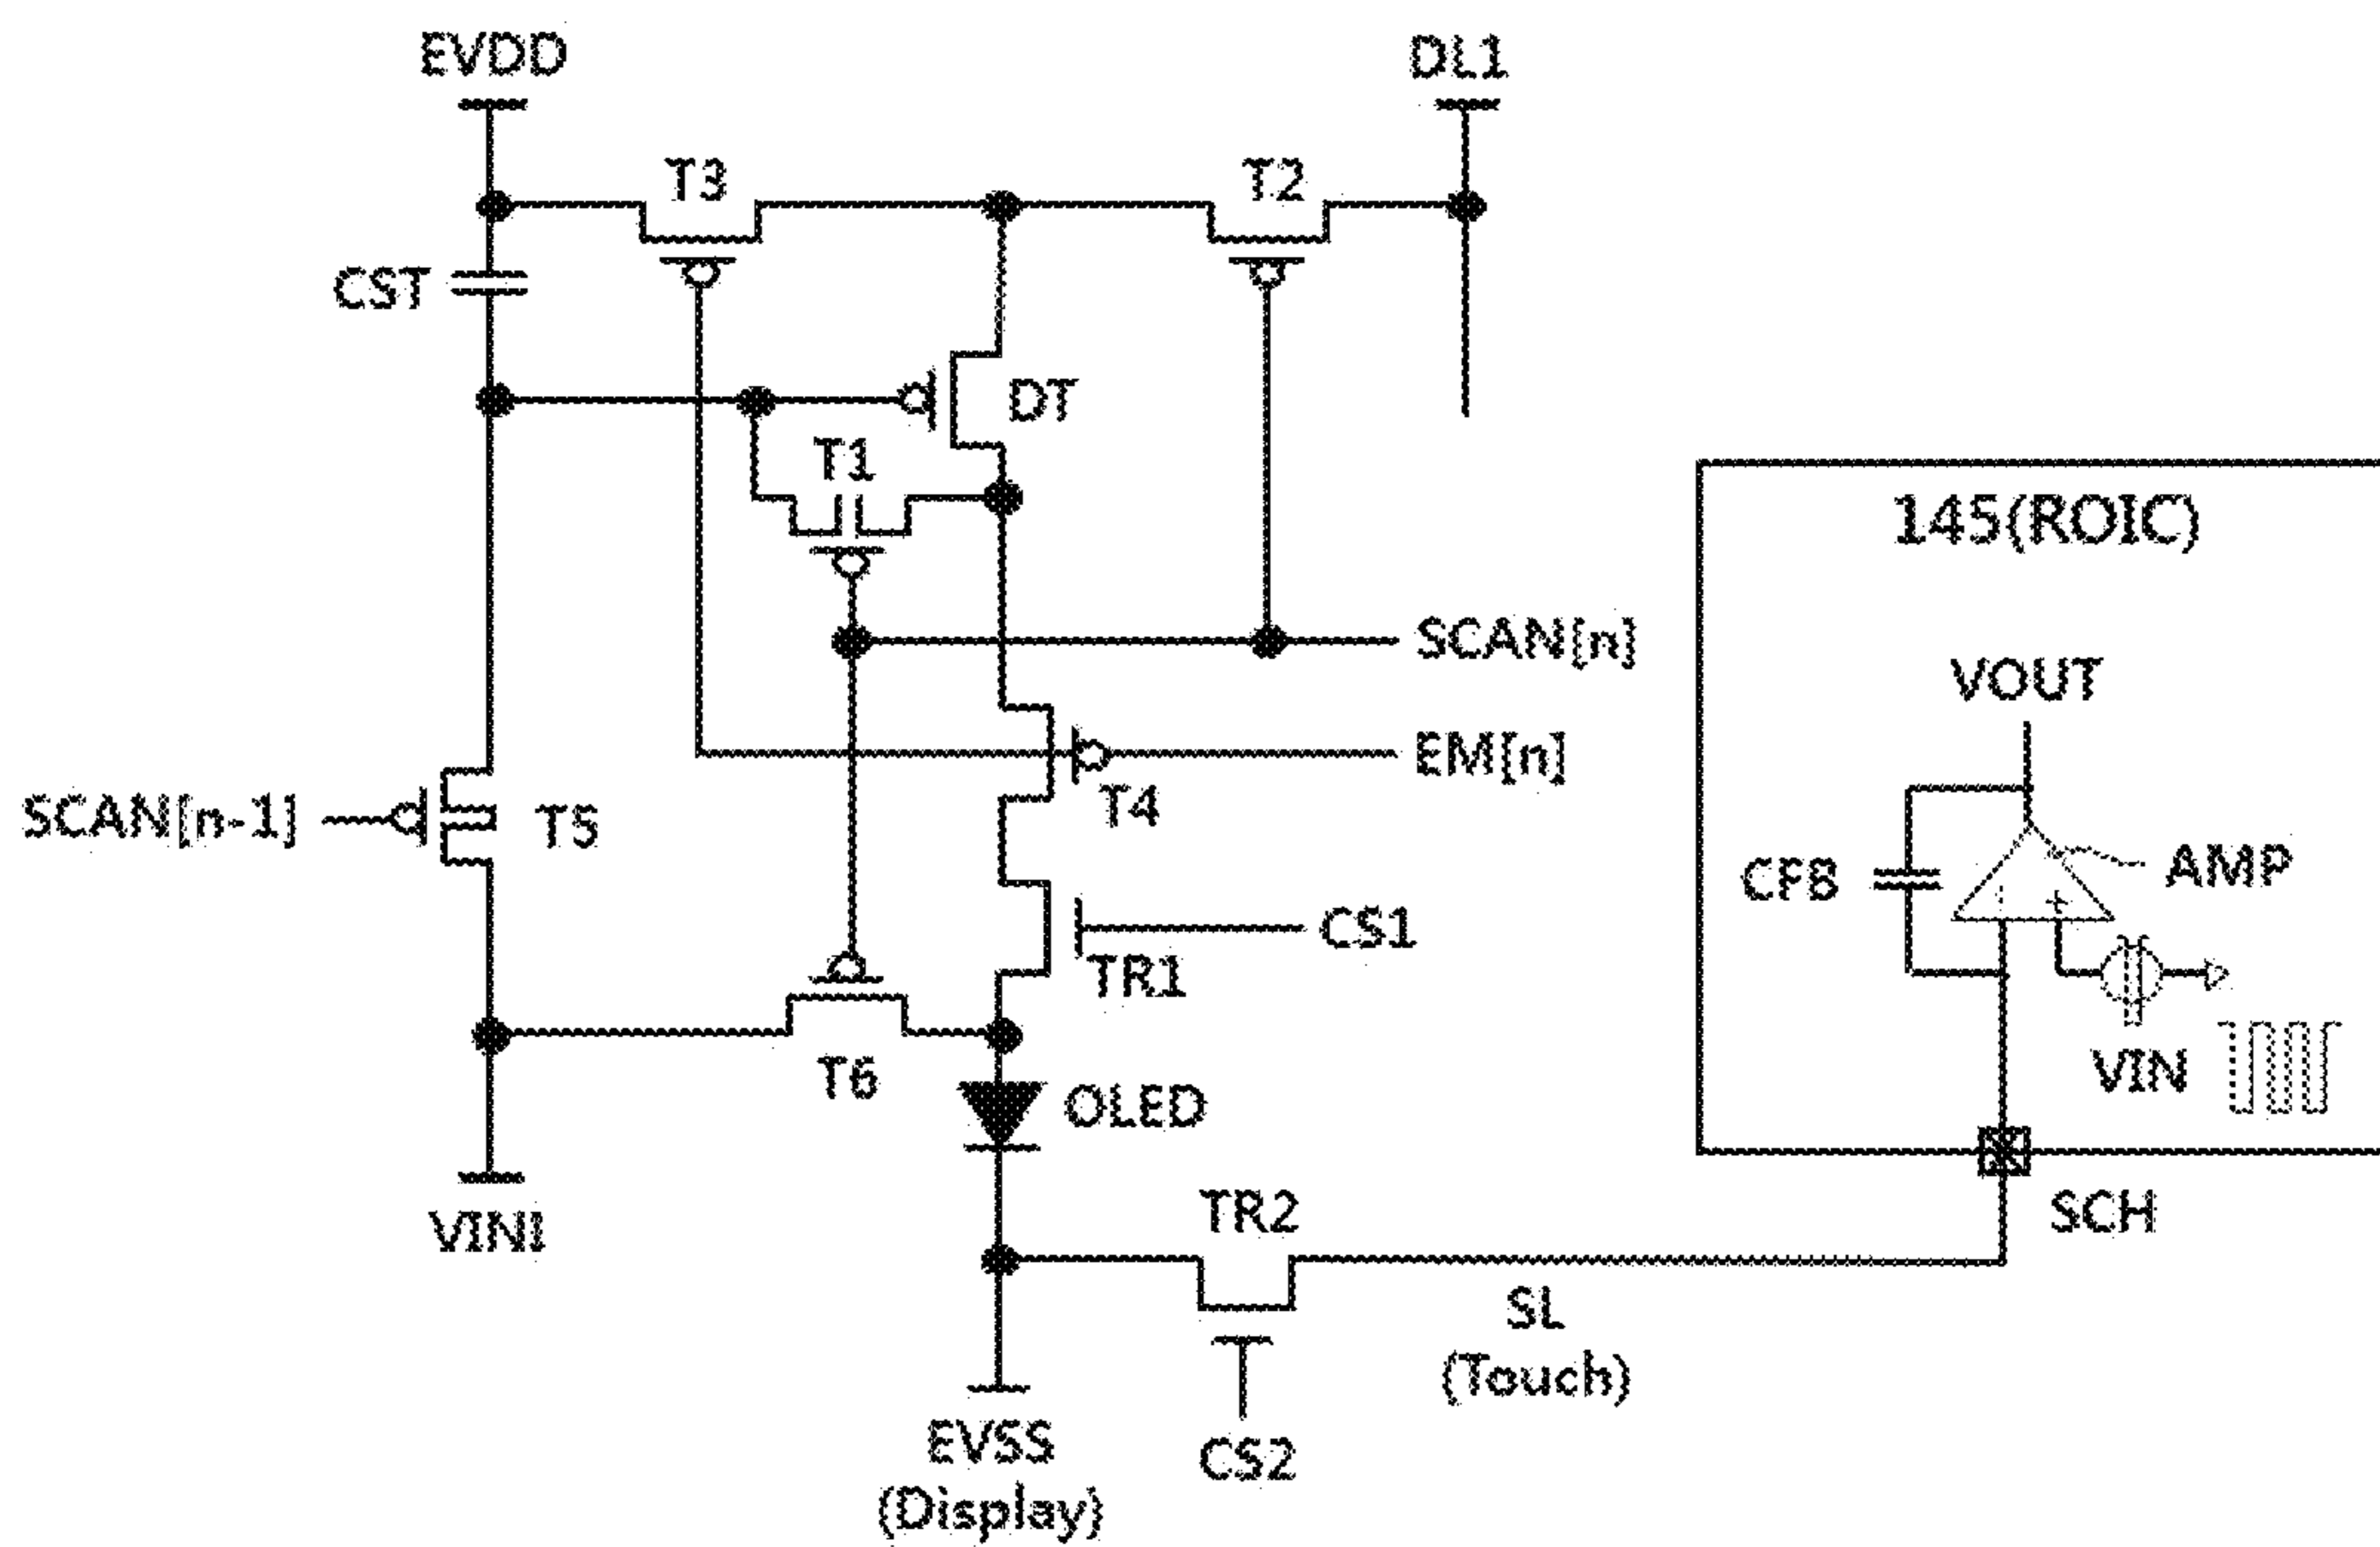 EVDD
DL1
T3
T2
CST
DT
T1
145(ROIC)
SCAN[n]
VOUT
EM[n]
T4
SCAN[n-1]
T5
CFB
AMP
- +
CS1
TR1
T6
VIN
OLED
VINI
TR2
SCH
SL
(Touch)
EVSS
(Display)
CS2